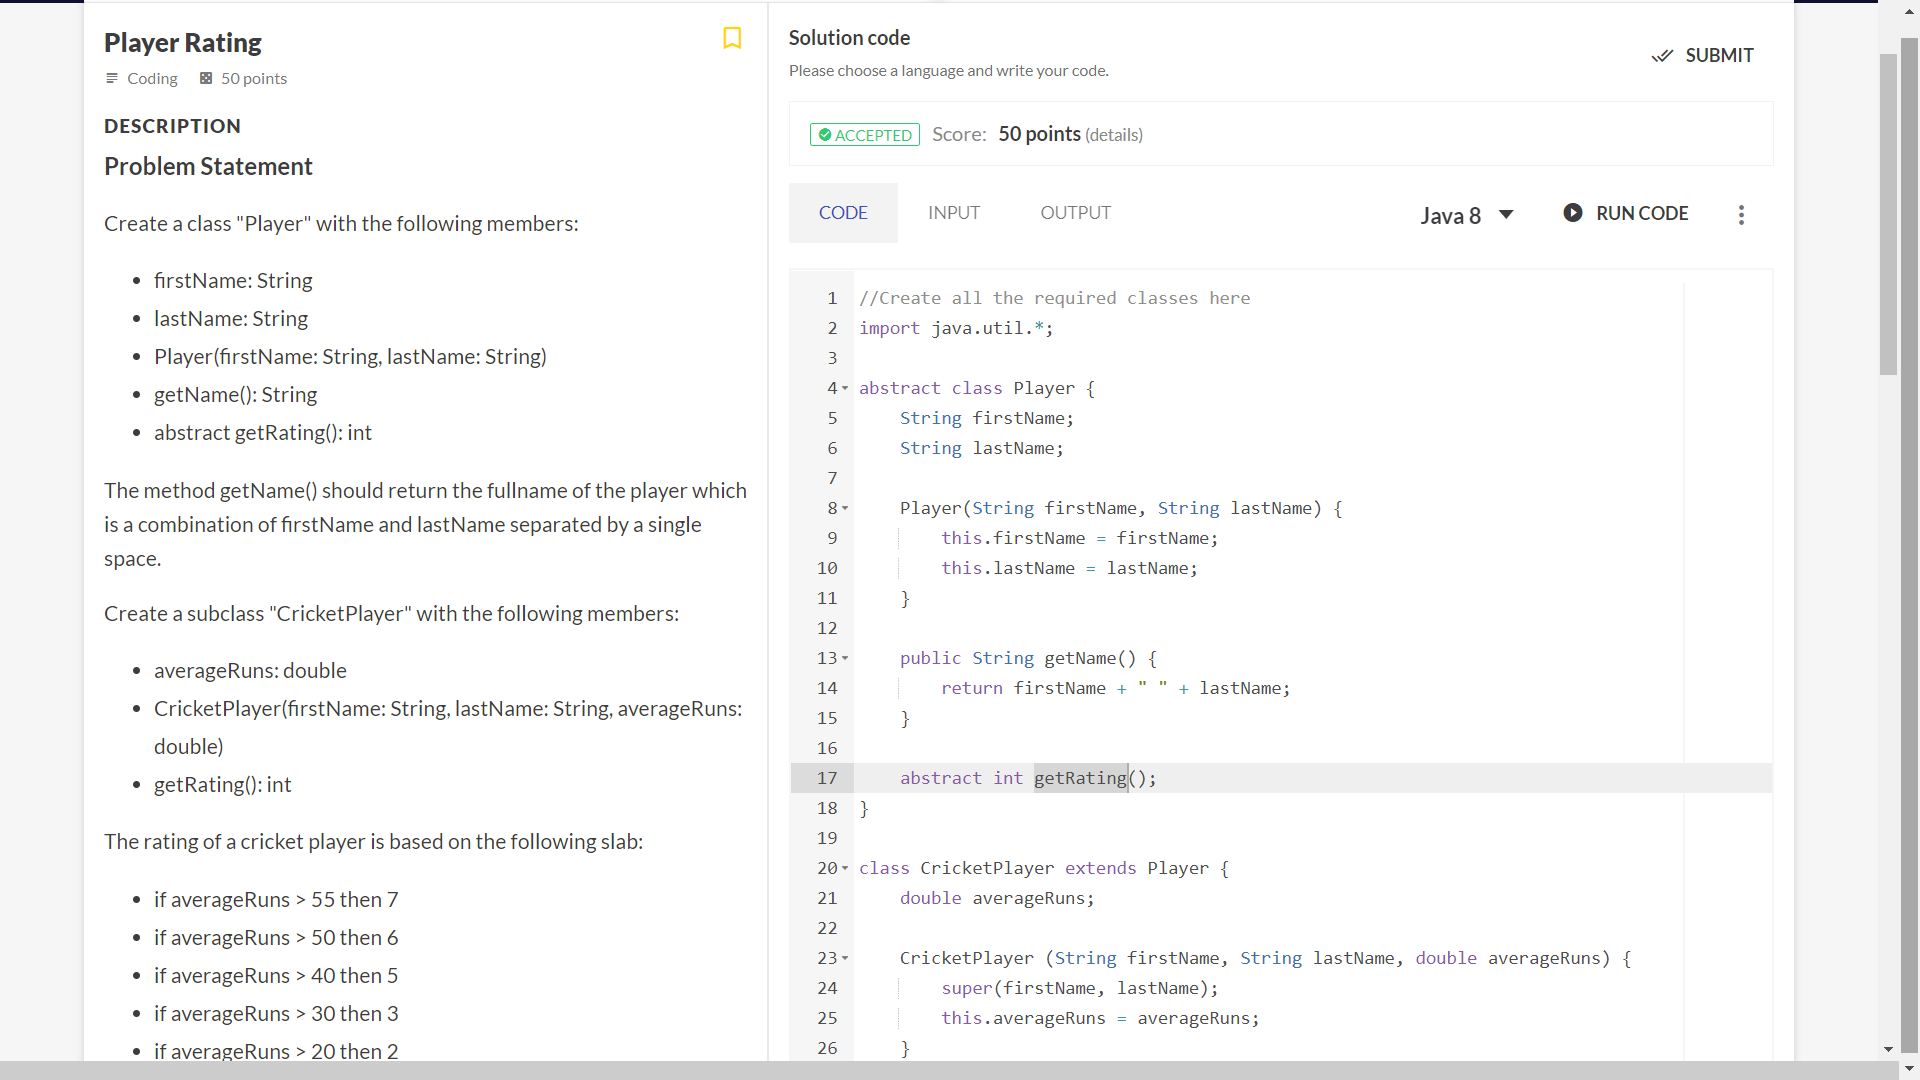 Player Rating
Coding 50 points
DESCRIPTION
Problem Statement
Create a class "Player" with the following members:
• firstName: String
• lastName: String
• Player(firstName: String, lastName: String)
• getName(): String
• abstract getRating(): int
The method getName() should return the fullname of the player which
is a combination of firstName and lastName separated by a single
space.
Create a subclass "CricketPlayer" with the following members:
• averageRuns: double
• CricketPlayer(firstName: String, lastName: String, averageRuns:
double)
• getRating(): int
The rating of a cricket player is based on the following slab:
• if averageRuns > 55 then 7
• if averageRuns > 50 then 6
• if averageRuns > 40 then 5
• if averageRuns > 30 then 3
• if averageRuns > 20 then 2
Solution code
Please choose a language and write your code.
SUBMIT
ACCEPTED Score: 50 points (details)
CODE INPUT OUTPUT Java 8 RUN CODE
1 //Create all the required classes here
2 import java.util.*;
3
4 abstract class Player {
5     String firstName;
6     String lastName;
7
8     Player(String firstName, String lastName) {
9         this.firstName = firstName;
10         this.lastName = lastName;
11     }
12
13     public String getName() {
14         return firstName + " " + lastName;
15     }
16
17     abstract int getRating();
18 }
19
20 class CricketPlayer extends Player {
21     double averageRuns;
22
23     CricketPlayer (String firstName, String lastName, double averageRuns) {
24         super(firstName, lastName);
25         this.averageRuns = averageRuns;
26     }